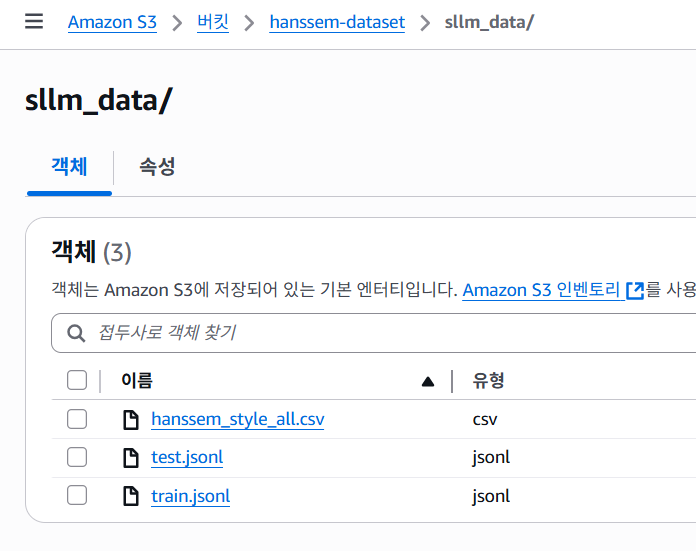 Amazon S3 > 버킷 > hanssem-dataset > sllm_data/
sllm_data/
객체 속성
객체 (3)
객체는 Amazon S3에 저장되어 있는 기본 엔터티입니다. Amazon S3 인벤토리 를 사용
접두사로 객체 찾기
이름 유형
hanssem_style_all.csv csv
test.jsonl jsonl
train.jsonl jsonl